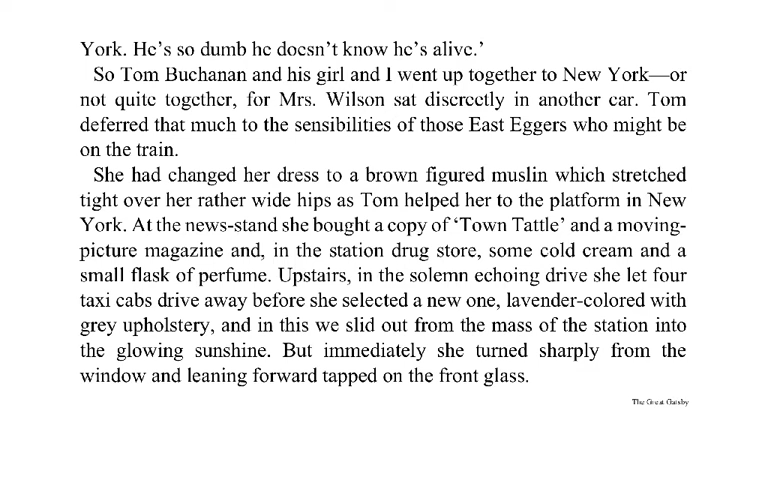 York. He’s so dumb he doesn’t know he’s alive.’
So Tom Buchanan and his girl and I went up together to New York—or
not quite together, for Mrs. Wilson sat discreetly in another car. Tom
deferred that much to the sensibilities of those East Eggers who might be
on the train.
She had changed her dress to a brown figured muslin which stretched
tight over her rather wide hips as Tom helped her to the platform in New
York. At the news-stand she bought a copy of ‘Town Tattle’ and a moving-
picture magazine and, in the station drug store, some cold cream and a
small flask of perfume. Upstairs, in the solemn echoing drive she let four
taxi cabs drive away before she selected a new one, lavender-colored with
grey upholstery, and in this we slid out from the mass of the station into
the glowing sunshine. But immediately she turned sharply from the
window and leaning forward tapped on the front glass.
The Great Gatsby